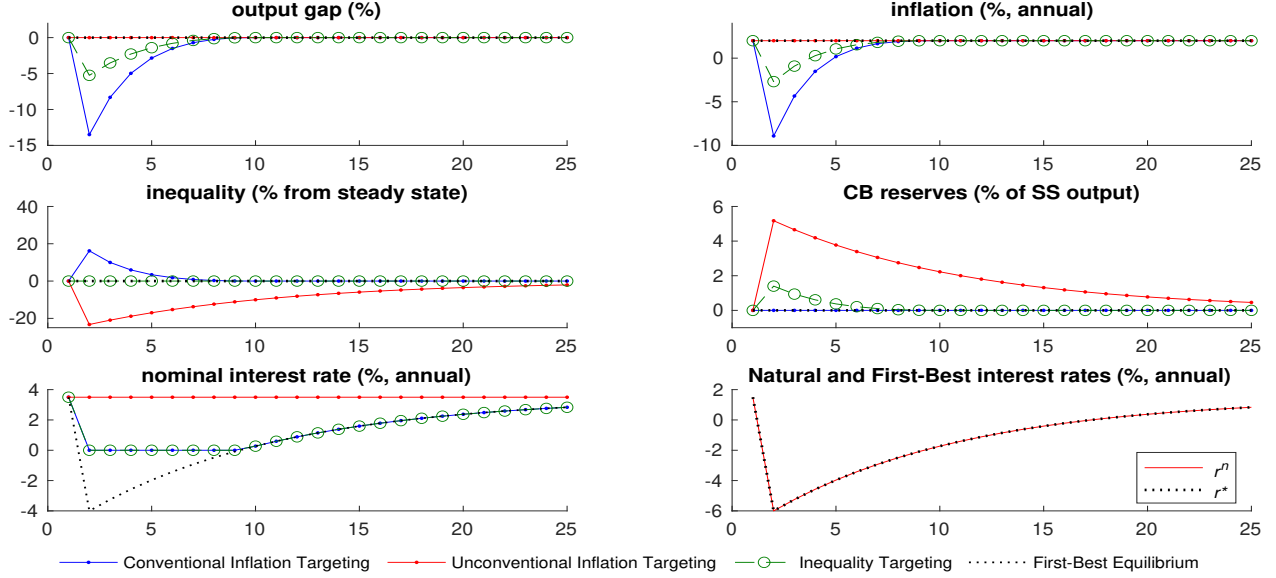 output gap (%)
0
-5
-10
-15
0 5 10 15 20 25
inflation (%, annual)
0
-5
-10
0 5 10 15 20 25
inequality (% from steady state)
40
20
0
-20
0 5 10 15 20 25
CB reserves (% of SS output)
6
4
2
0
0 5 10 15 20 25
nominal interest rate (%, annual)
4
2
0
-2
-4
0 5 10 15 20 25
Natural and First-Best interest rates (%, annual)
2
0
-2
-4
-6
0 5 10 15 20 25
r^n
r^*
Conventional Inflation Targeting Unconventional Inflation Targeting Inequality Targeting First-Best Equilibrium